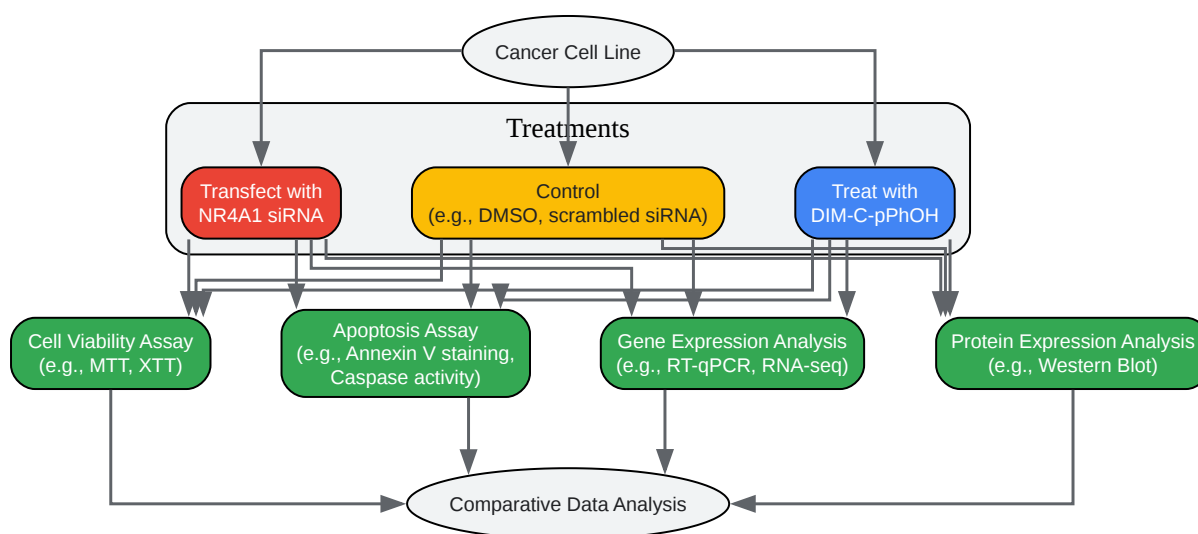 Cancer Cell Line
Treatments
Transfect with
NR4A1 siRNA
Control
(e.g., DMSO, scrambled siRNA)
Treat with
DIM-C-pPhOH
Cell Viability Assay
(e.g., MTT, XTT)
Apoptosis Assay
(e.g., Annexin V staining,
Caspase activity)
Gene Expression Analysis
(e.g., RT-qPCR, RNA-seq)
Protein Expression Analysis
(e.g., Western Blot)
Comparative Data Analysis